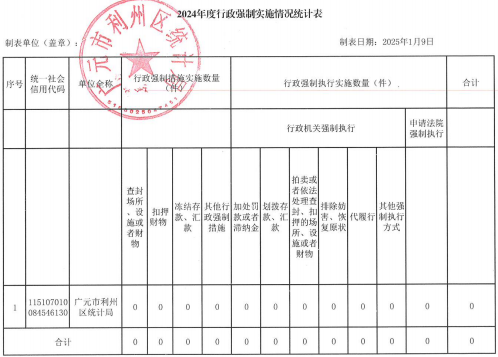 2024年度行政强制实施情况统计表
制表单位（盖章）：
制表日期：2025年1月9日
广元市利州区统计局
序号 统一社会信用代码 单位名称 行政强制措施实施数量（件） 行政强制执行实施数量（件） 合计
行政机关强制执行 申请法院强制执行
查封场所、设施或者财物 扣押财物 冻结存款、汇款 其他行政强制措施 加处罚款或者滞纳金 划拨存款、汇款 拍卖或者依法处理查封、扣押的场所、设施或者财物 排除妨害、恢复原状 代履行 其他强制执行方式
1 115107010084546130 广元市利州区统计局 0 0 0 0 0 0 0 0 0 0 0 0
合计 0 0 0 0 0 0 0 0 0 0 0 0